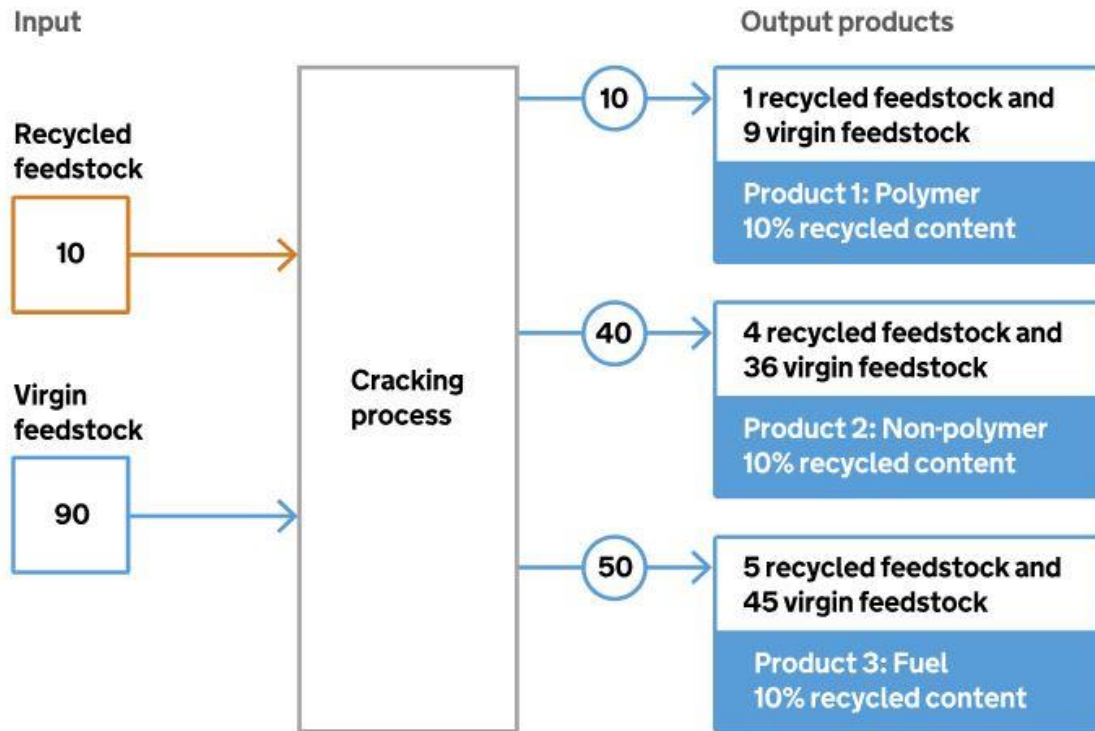 Input
Output products
Recycled
feedstock
10
Virgin
feedstock
90
Cracking
process
10
1 recycled feedstock and
9 virgin feedstock
Product 1: Polymer
10% recycled content
40
4 recycled feedstock and
36 virgin feedstock
Product 2: Non-polymer
10% recycled content
50
5 recycled feedstock and
45 virgin feedstock
Product 3: Fuel
10% recycled content